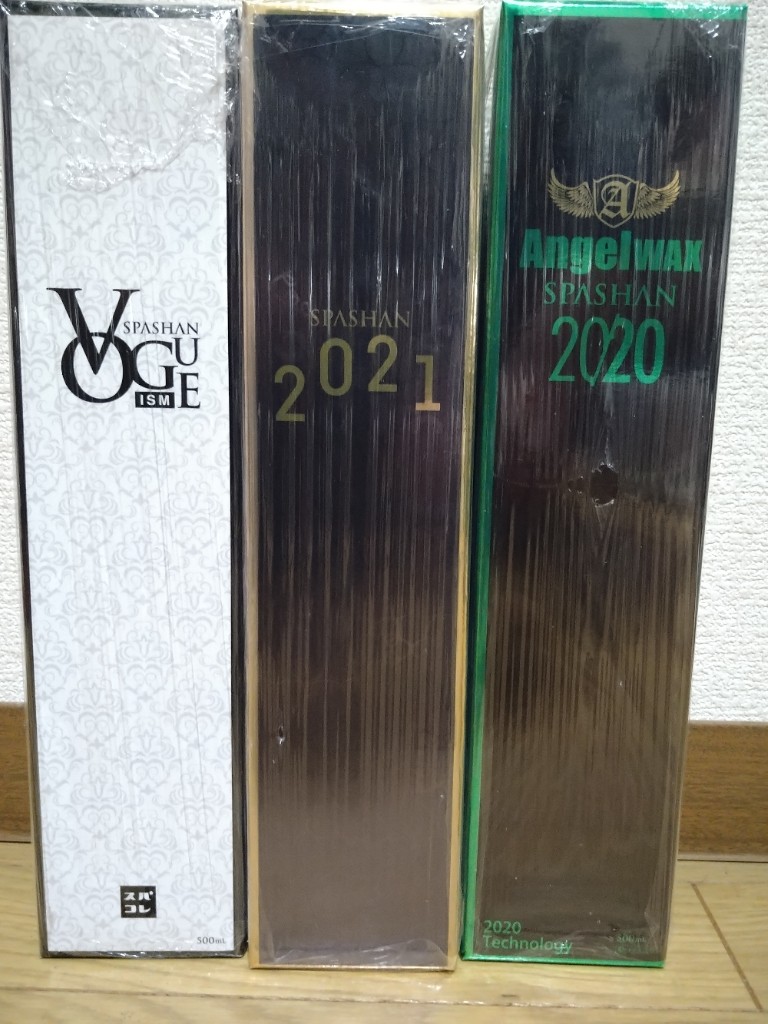 SPASHAN
VOGUE
ISM
スパ
コレ
500mL
SPASHAN
2021
A
Angelwax
SPASHAN
2020
2020
Technology